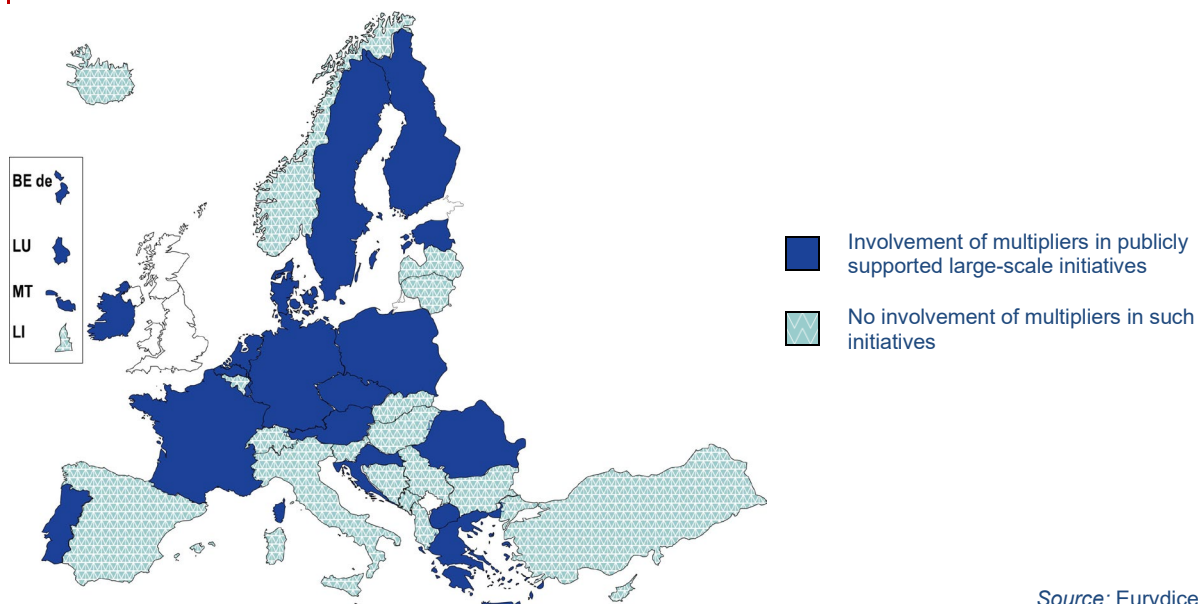 BE de
LU
MT
LI
Involvement of multipliers in publicly
supported large-scale initiatives
No involvement of multipliers in such
initiatives
Source: Eurydice